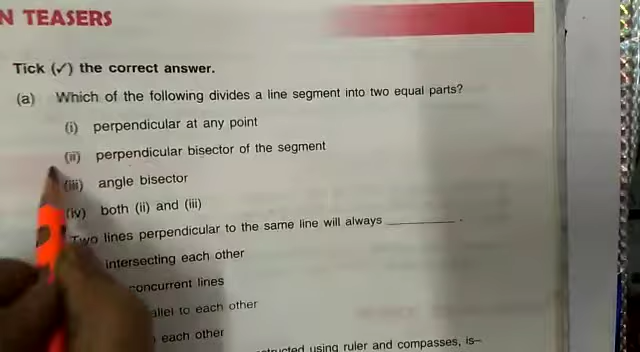 N TEASERS
Tick (✓) the correct answer.
(a) Which of the following divides a line segment into two equal parts?
(i) perpendicular at any point
(ii) perpendicular bisector of the segment
(iii) angle bisector
(iv) both (ii) and (iii)
Two lines perpendicular to the same line will always ________ .
intersecting each other
concurrent lines
allel to each other
each other
ructed using ruler and compasses, is–